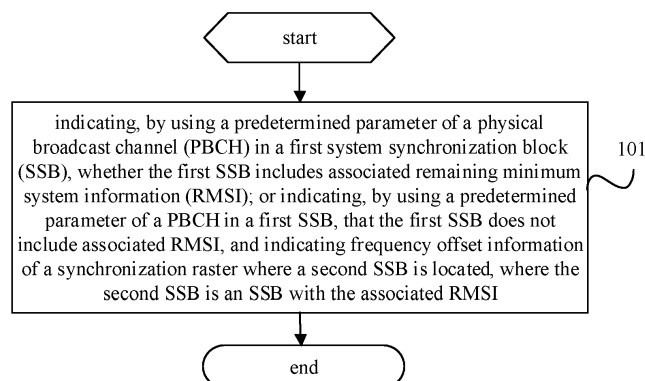 start
indicating, by using a predetermined parameter of a physical
broadcast channel (PBCH) in a first system synchronization block
(SSB), whether the first SSB includes associated remaining minimum
system information (RMSI); or indicating, by using a predetermined
parameter of a PBCH in a first SSB, that the first SSB does not
include associated RMSI, and indicating frequency offset information
of a synchronization raster where a second SSB is located, where the
second SSB is an SSB with the associated RMSI
101
end